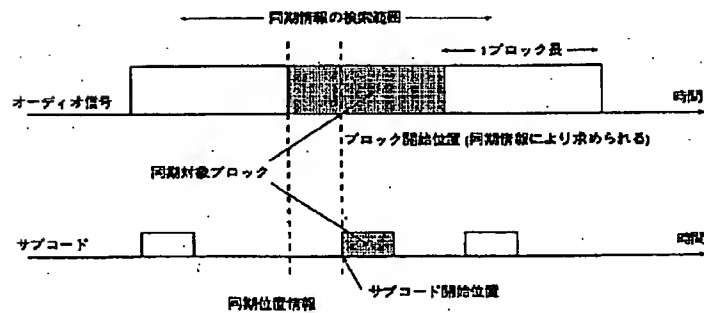 同期情報の検索範囲
1ブロック長
オーディオ信号
時間
ブロック開始位置 (同期情報により求められる)
同期対象ブロック
サブコード
時間
サブコード開始位置
同期位置情報